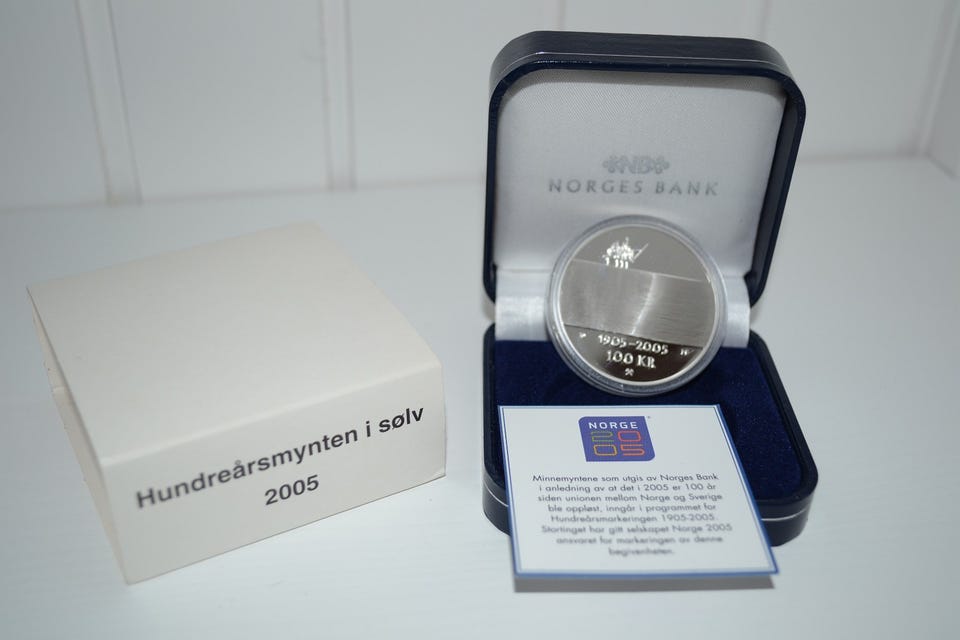 Hundreårsmynten i sølv
2005
NB
NORGES BANK
1905-2005
100 KR
NORGE
2005
Minnemyntene som utgis av Norges Bank
i anledning av at det i 2005 er 100 år
siden unionen mellom Norge og Sverige
ble oppløst, inngår i programmet for
Hundreårsmarkeringen 1905-2005.
Stortinget har gitt selskapet Norge 2005
ansvaret for markeringen av denne
begivenheten.